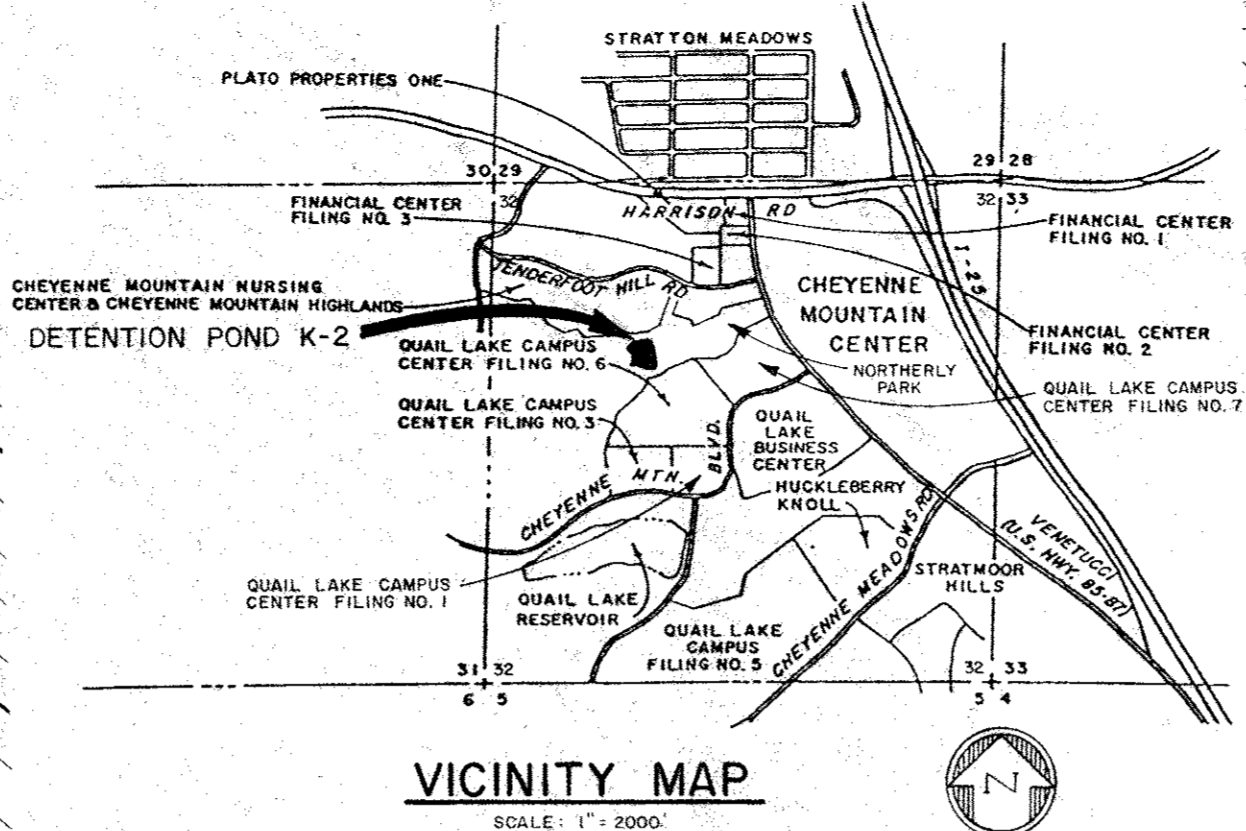 STRATTON MEADOWS
PLATO PROPERTIES ONE
30 29
32
29 28
32 33
FINANCIAL CENTER
FILING NO. 3
HARRISON RD
FINANCIAL CENTER
FILING NO. 1
I-25
TENDERFOOT HILL RD
CHEYENNE MOUNTAIN NURSING
CENTER & CHEYENNE MOUNTAIN HIGHLANDS
DETENTION POND K-2
CHEYENNE
MOUNTAIN
CENTER
FINANCIAL CENTER
FILING NO. 2
QUAIL LAKE CAMPUS
CENTER FILING NO. 6
NORTHERLY
PARK
QUAIL LAKE CAMPUS
CENTER FILING NO. 7
QUAIL LAKE CAMPUS
CENTER FILING NO. 3
QUAIL
LAKE
BUSINESS
CENTER
CHEYENNE MTN. BLVD.
HUCKLEBERRY
KNOLL
CHEYENNE MEADOWS RD
STRATMOOR
HILLS
VENETUCCI
(U.S. HWY. 85-87)
QUAIL LAKE CAMPUS
CENTER FILING NO. 1
QUAIL LAKE
RESERVOIR
QUAIL LAKE
CAMPUS
FILING NO. 5
31 32
6 5
32 33
5 4
VICINITY MAP
SCALE: 1" = 2000'
N